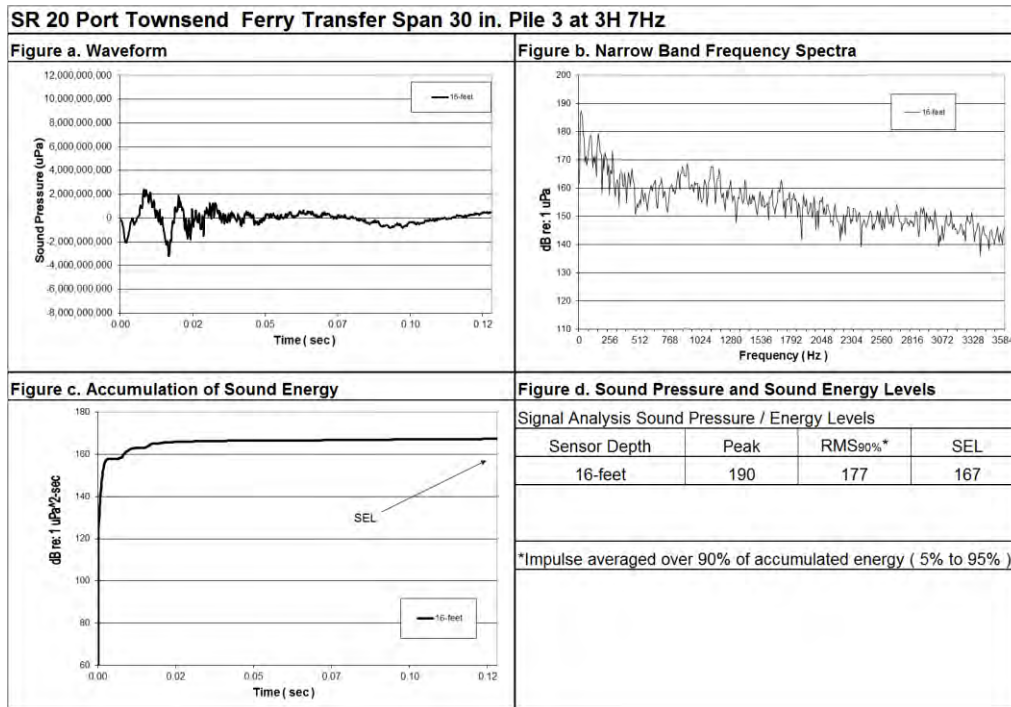 SR 20 Port Townsend Ferry Transfer Span 30 in. Pile 3 at 3H 7Hz
Figure a. Waveform
12,000,000,000
10,000,000,000
8,000,000,000
6,000,000,000
4,000,000,000
2,000,000,000
0
-2,000,000,000
-4,000,000,000
-6,000,000,000
-8,000,000,000
Sound Pressure (uPa)
16-feet
0.00 0.02 0.05 0.07 0.10 0.12
Time ( sec )
Figure b. Narrow Band Frequency Spectra
200
190
180
170
160
150
140
130
120
110
dB re: 1 uPa
16-feet
0 256 512 768 1024 1280 1536 1792 2048 2304 2560 2816 3072 3328 3584
Frequency ( Hz )
Figure c. Accumulation of Sound Energy
180
160
140
120
100
80
60
dB re: 1 uPa^2-sec
SEL
16-feet
0.00 0.02 0.05 0.07 0.10 0.12
Time ( sec )
Figure d. Sound Pressure and Sound Energy Levels
Signal Analysis Sound Pressure / Energy Levels
Sensor Depth Peak RMS90%* SEL
16-feet 190 177 167
*Impulse averaged over 90% of accumulated energy ( 5% to 95% )